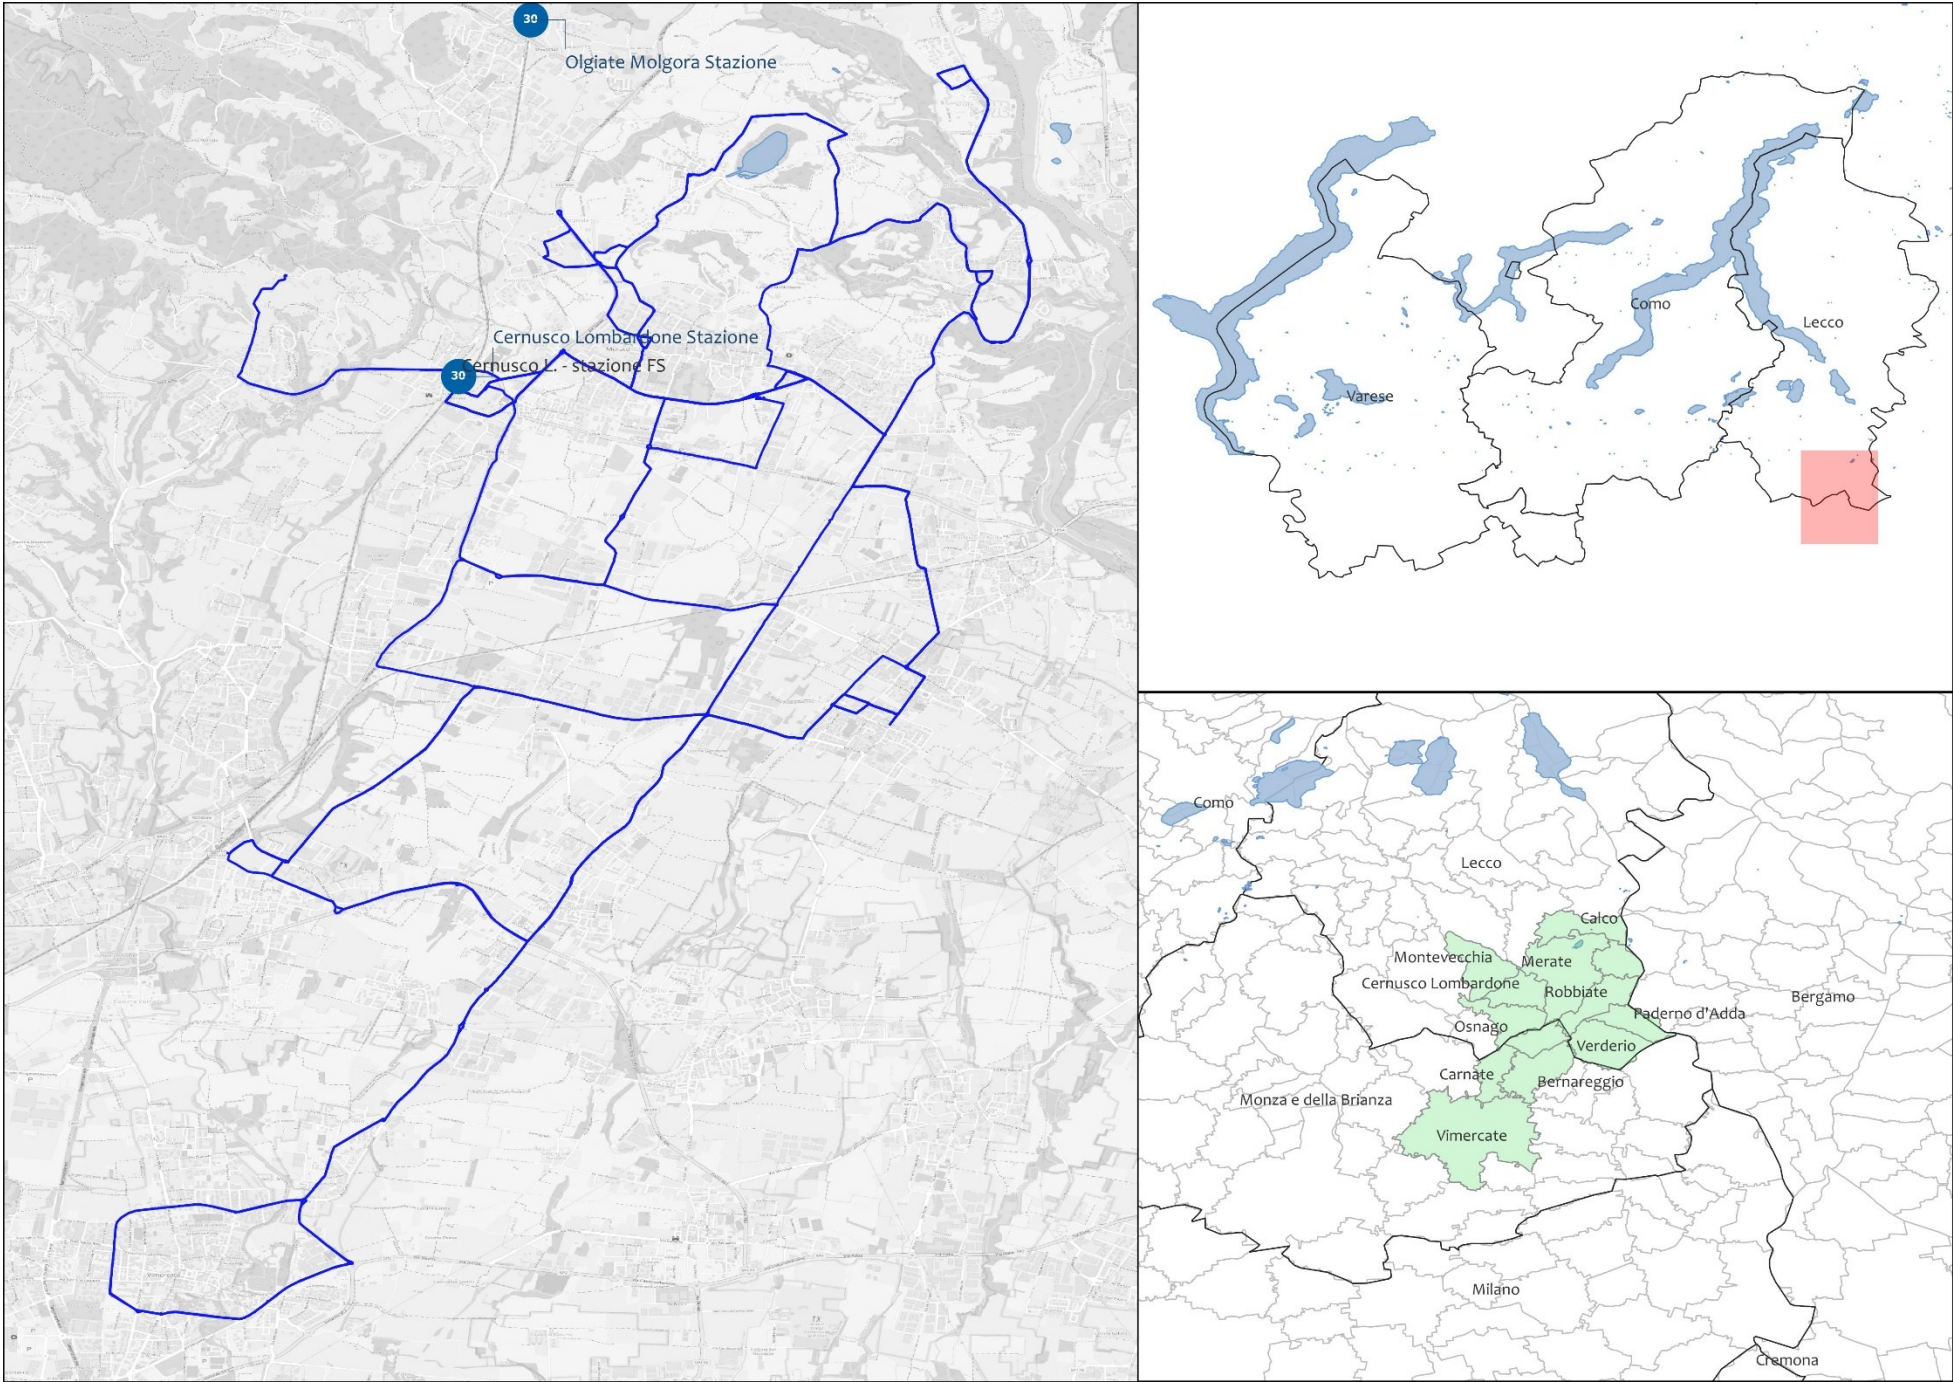 30
Olgiate Molgora Stazione
Cernusco Lombardone Stazione
30
Cernusco L. - stazione FS
Como
Lecco
Varese
Como
Lecco
Calco
Montevecchia
Merate
Cernusco Lombardone
Robbiate
Bergamo
Paderno d'Adda
Osnago
Verderio
Carnate
Bernareggio
Monza e della Brianza
Vimercate
Milano
Cremona